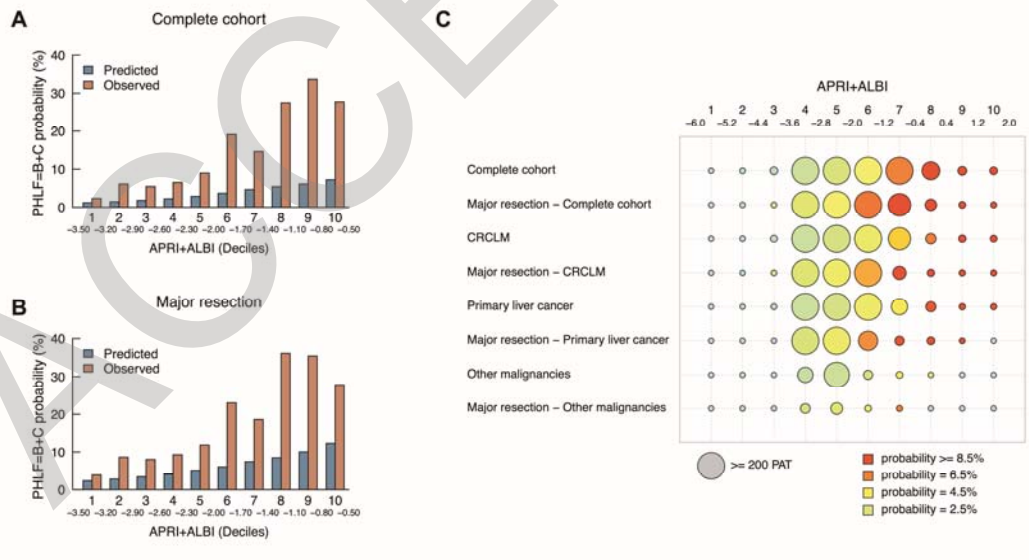 A
Complete cohort
PHLF=B+C probability (%)
40
30
20
10
0
Predicted
Observed
1 2 3 4 5 6 7 8 9 10
−3.50 −3.20 −2.90 −2.60 −2.30 −2.00 −1.70 −1.40 −1.10 −0.80 −0.50
APRI+ALBI (Deciles)
B
Major resection
PHLF=B+C probability (%)
40
30
20
10
0
Predicted
Observed
1 2 3 4 5 6 7 8 9 10
−3.50 −3.20 −2.90 −2.60 −2.30 −2.00 −1.70 −1.40 −1.10 −0.80 −0.50
APRI+ALBI (Deciles)
C
APRI+ALBI
1 2 3 4 5 6 7 8 9 10
−6.0 −5.2 −4.4 −3.6 −2.8 −2.0 −1.2 −0.4 0.4 1.2 2.0
Complete cohort
Major resection − Complete cohort
CRCLM
Major resection − CRCLM
Primary liver cancer
Major resection − Primary liver cancer
Other malignancies
Major resection − Other malignancies
>= 200 PAT
probability >= 8.5%
probability = 6.5%
probability = 4.5%
probability = 2.5%
ACCE